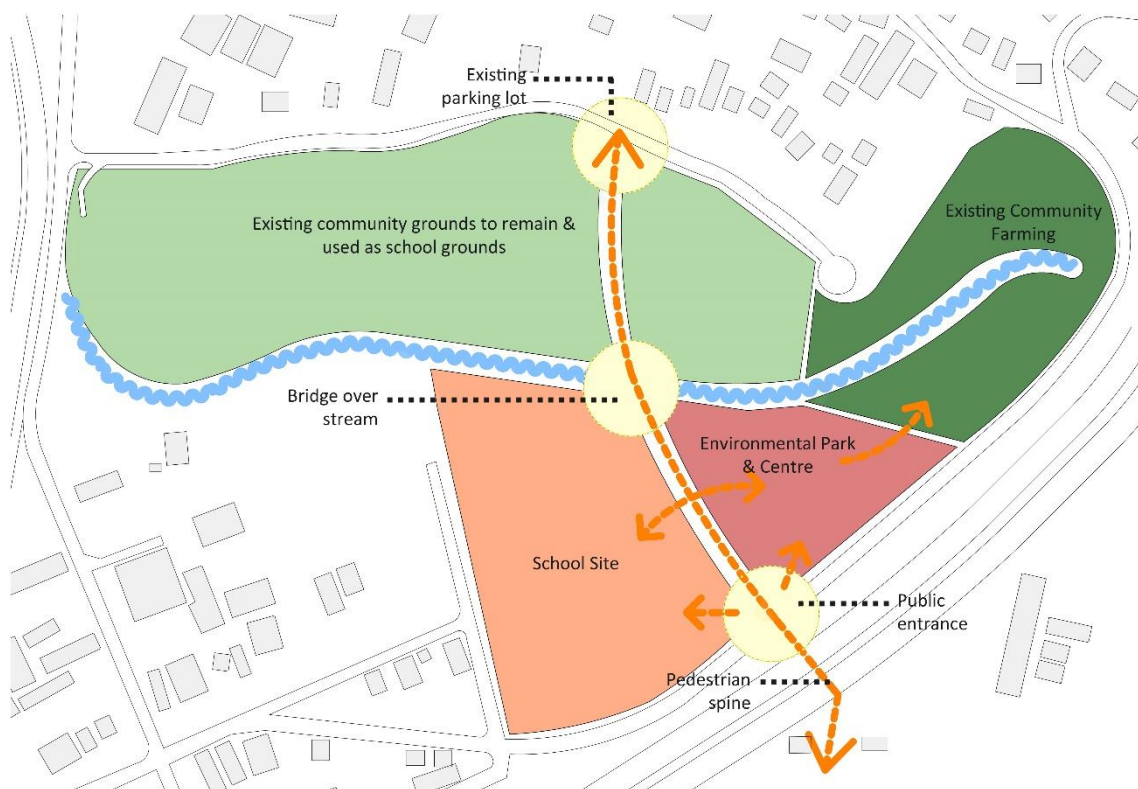 Existing
parking lot
Existing community grounds to remain &
used as school grounds
Existing Community
Farming
Bridge over
stream
Environmental Park
& Centre
School Site
Public
entrance
Pedestrian
spine